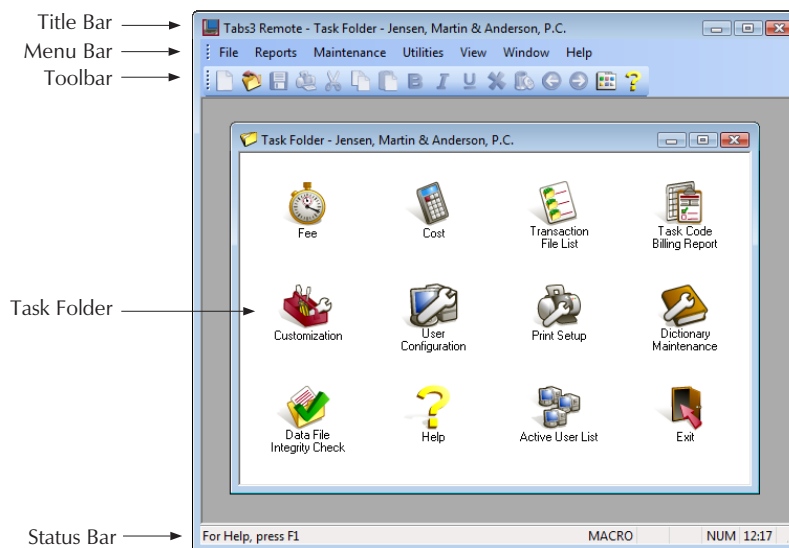 Title Bar
Tabs3 Remote - Task Folder - Jensen, Martin & Anderson, P.C.
Menu Bar
File Reports Maintenance Utilities View Window Help
Toolbar
B I U ?
Task Folder - Jensen, Martin & Anderson, P.C.
Fee
Cost
Transaction
File List
Task Code
Billing Report
Task Folder
Customization
User
Configuration
Print Setup
Dictionary
Maintenance
Data File
Integrity Check
Help
Active User List
Exit
Status Bar
For Help, press F1 MACRO NUM 12:17